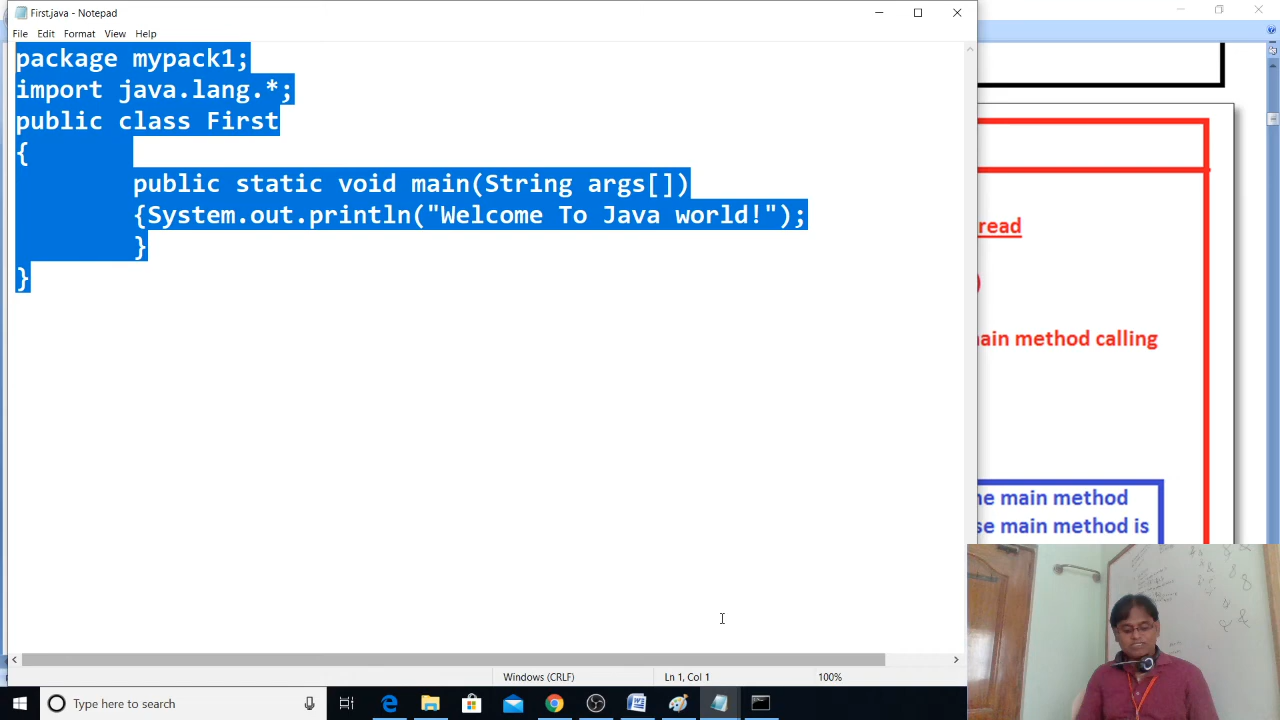 First.java - Notepad
File Edit Format View Help
package mypack1;
import java.lang.*;
public class First
{
public static void main(String args[])
{System.out.println("Welcome To Java world!");
}
}
read
)
ain method calling
ne main method
se main method is
Windows (CRLF) Ln 1, Col 1 100%
Type here to search